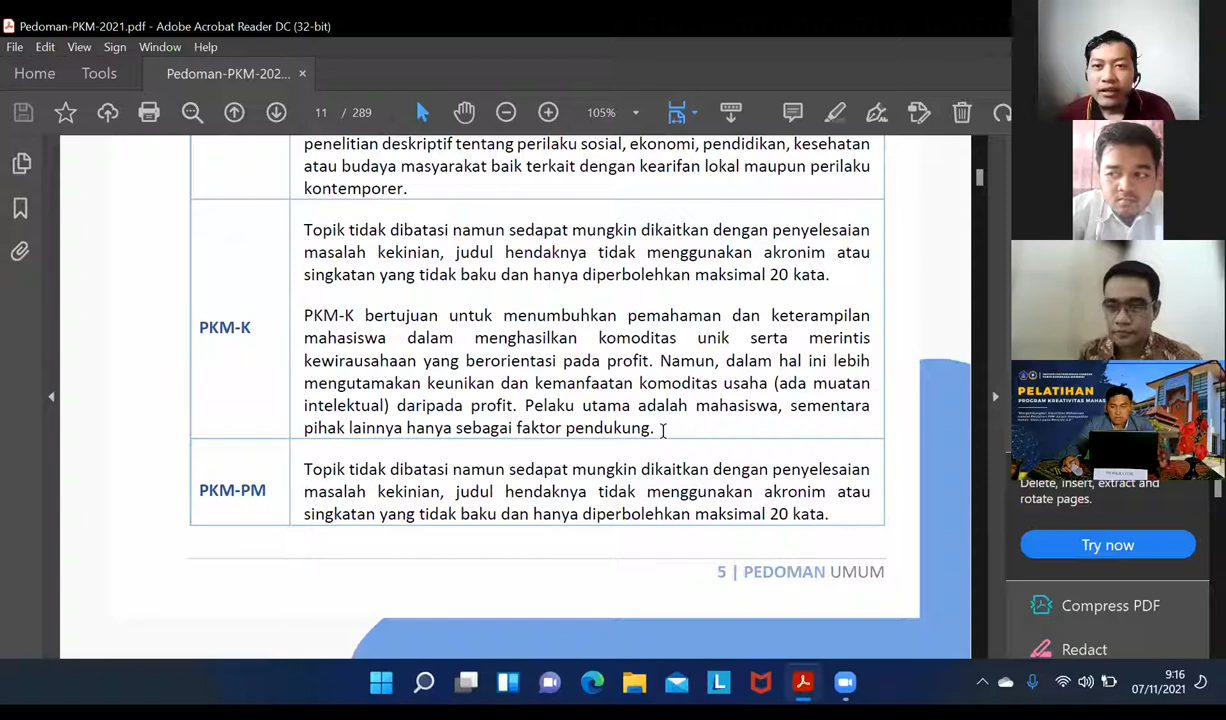 Pedoman-PKM-2021.pdf - Adobe Acrobat Reader DC (32-bit)
File Edit View Sign Window Help
Home Tools Pedoman-PKM-202... ×
11 / 289 105%
penelitian deskriptif tentang perilaku sosial, ekonomi, pendidikan, kesehatan
atau budaya masyarakat baik terkait dengan kearifan lokal maupun perilaku
kontemporer.
Topik tidak dibatasi namun sedapat mungkin dikaitkan dengan penyelesaian
masalah kekinian, judul hendaknya tidak menggunakan akronim atau
singkatan yang tidak baku dan hanya diperbolehkan maksimal 20 kata.
PKM-K
PKM-K bertujuan untuk menumbuhkan pemahaman dan keterampilan
mahasiswa dalam menghasilkan komoditas unik serta merintis
kewirausahaan yang berorientasi pada profit. Namun, dalam hal ini lebih
mengutamakan keunikan dan kemanfaatan komoditas usaha (ada muatan
intelektual) daripada profit. Pelaku utama adalah mahasiswa, sementara
pihak lainnya hanya sebagai faktor pendukung.
PKM-PM
Topik tidak dibatasi namun sedapat mungkin dikaitkan dengan penyelesaian
masalah kekinian, judul hendaknya tidak menggunakan akronim atau
singkatan yang tidak baku dan hanya diperbolehkan maksimal 20 kata.
5 | PEDOMAN UMUM
PELATIHAN
PROGRAM KREATIVITAS MAHAS
Delete, insert, extract and
rotate pages.
Try now
Compress PDF
Redact
9:16
07/11/2021